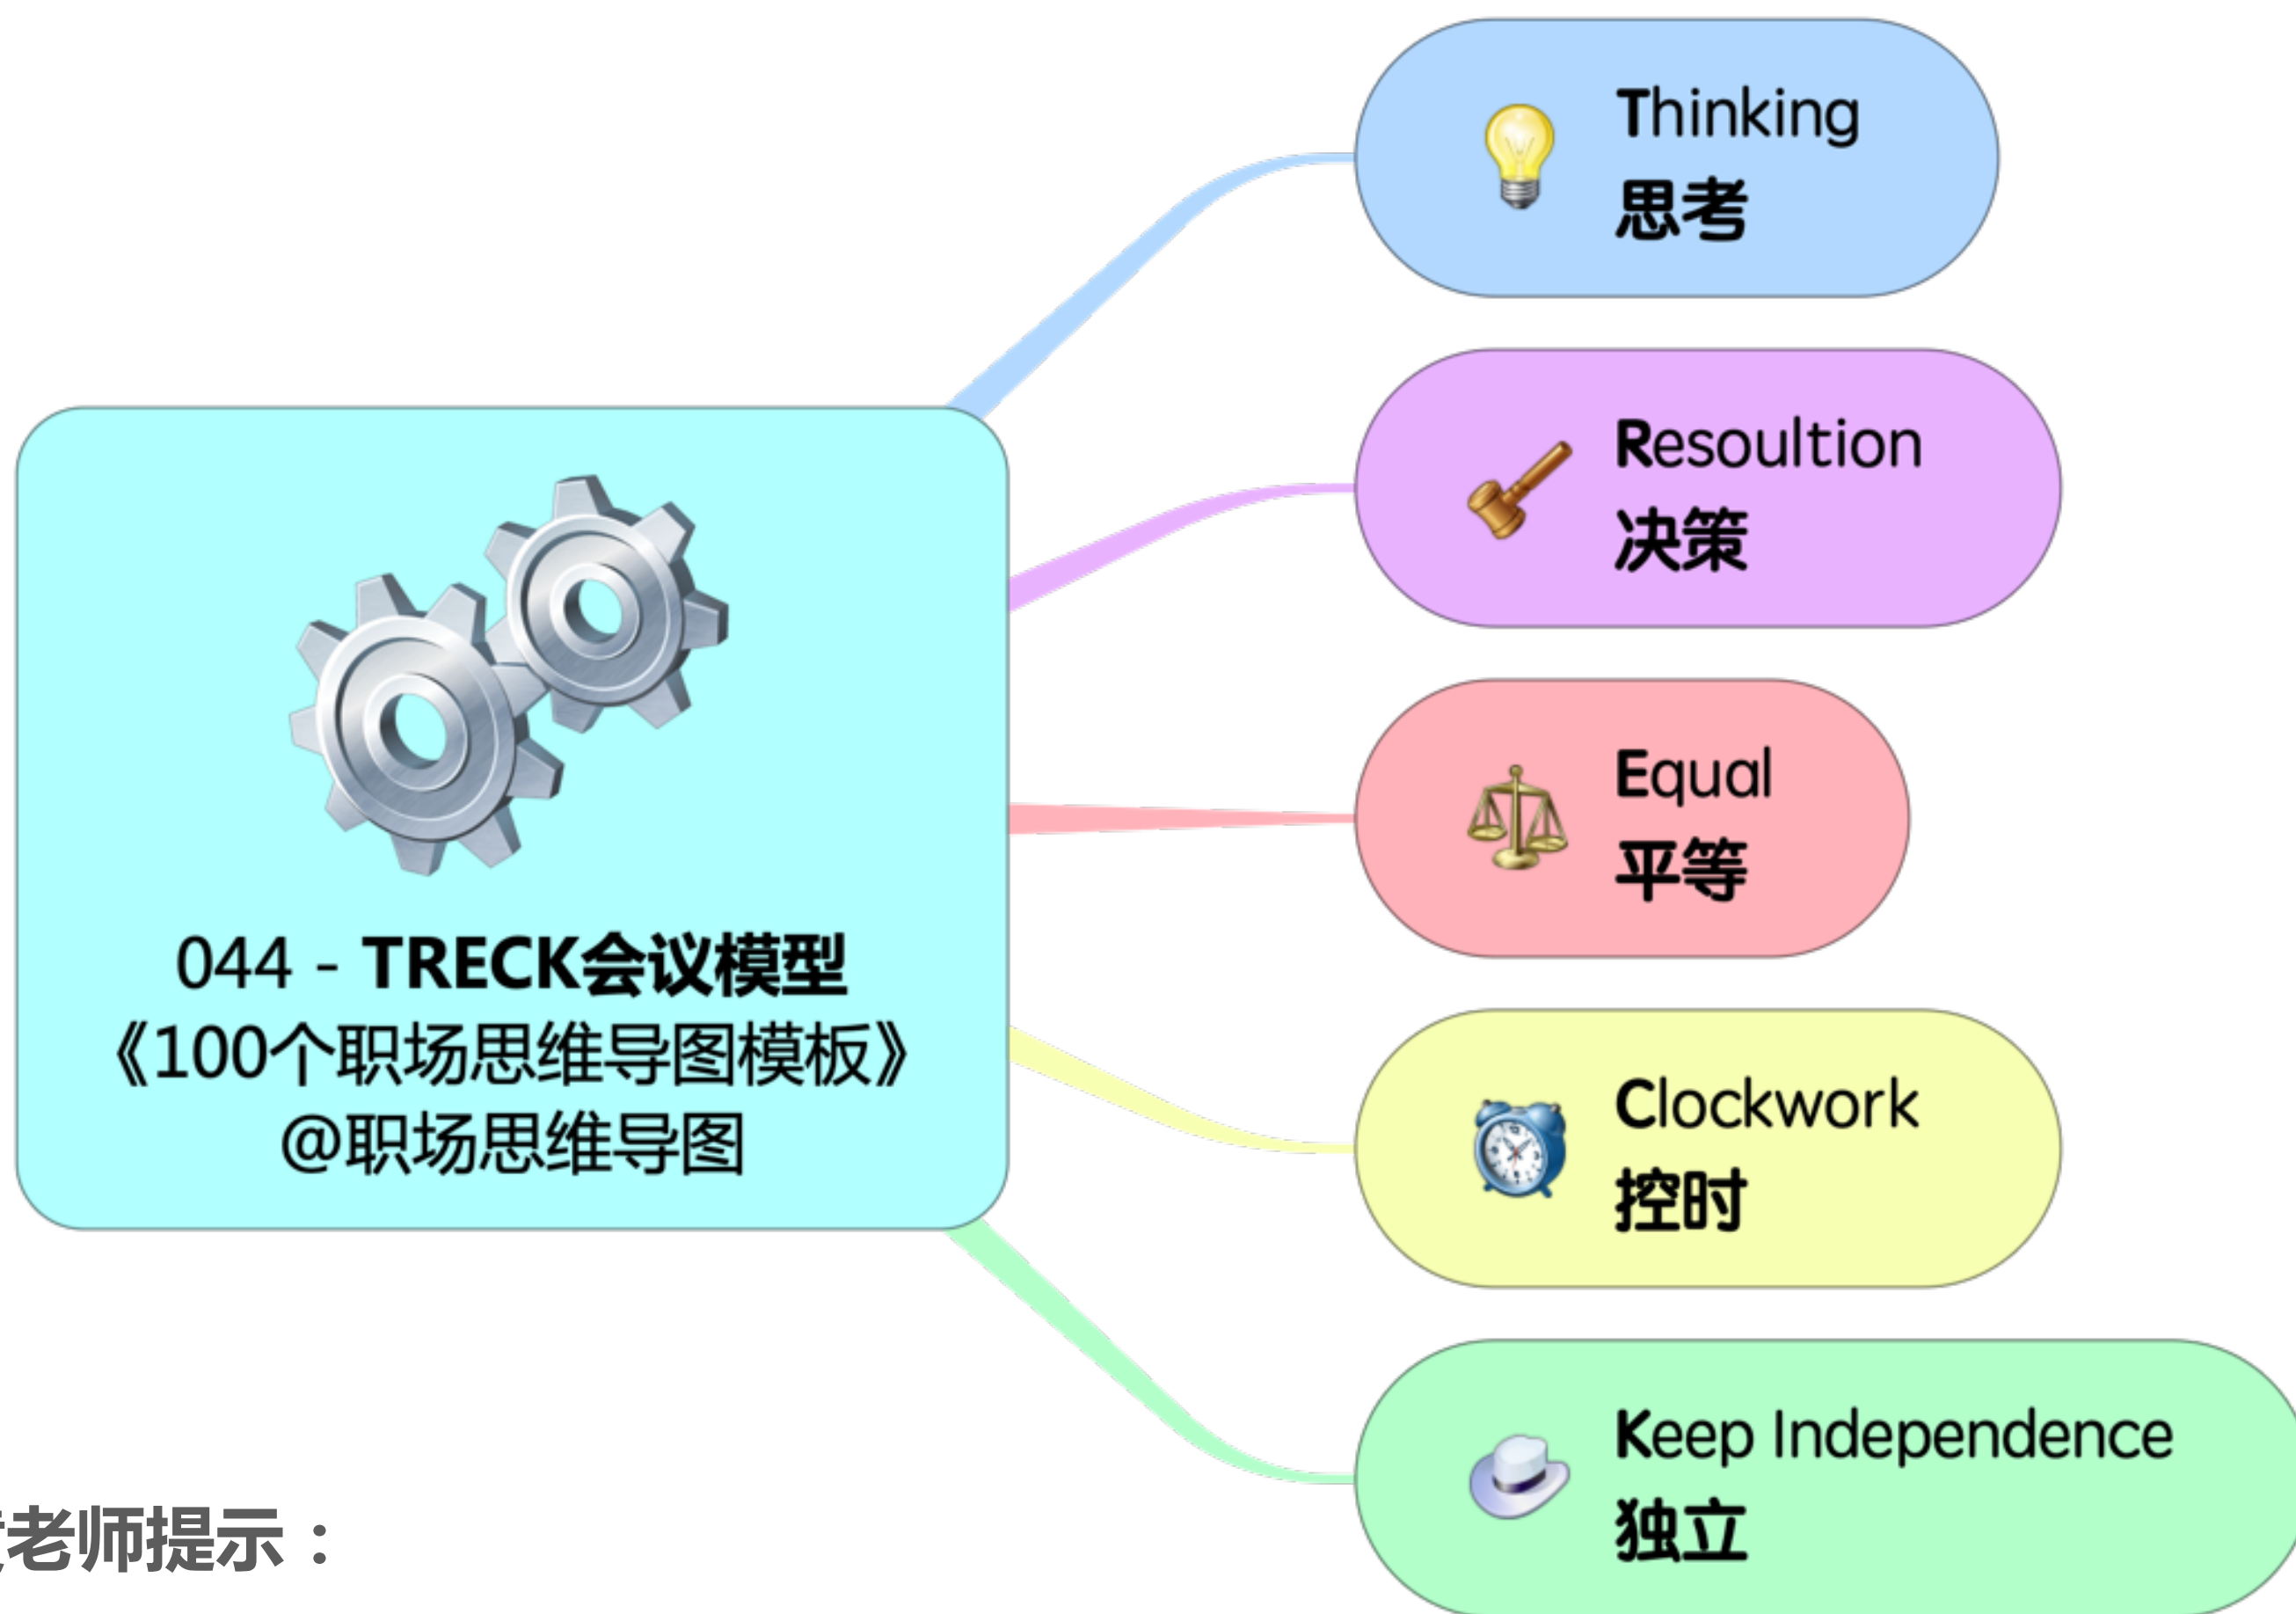 Thinking
思考
Resoultion
决策
Equal
平等
044 - TRECK会议模型
《100个职场思维导图模板》
@职场思维导图
Clockwork
控时
Keep Independence
独立
老师提示：